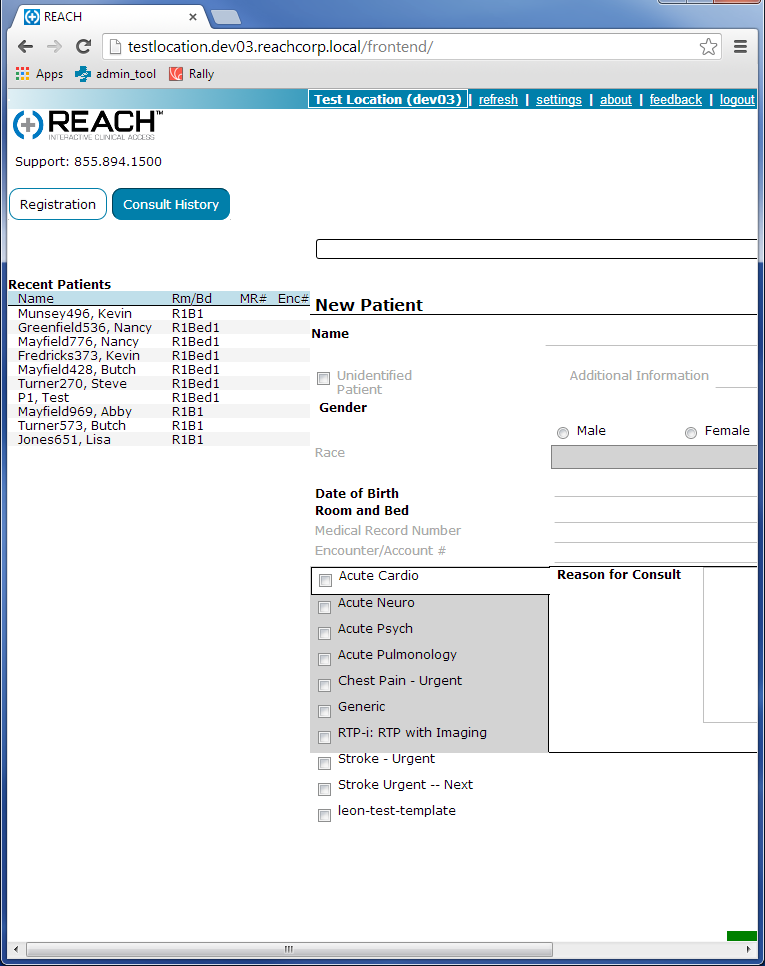 REACH
testlocation.dev03.reachcorp.local/frontend/
Apps admin_tool Rally
Test Location (dev03) | refresh | settings | about | feedback | logout
REACH™
INTERACTIVE CLINICAL ACCESS
Support: 855.894.1500
Registration Consult History
Recent Patients
Name Rm/Bd MR# Enc#
Munsey496, Kevin R1B1
Greenfield536, Nancy R1Bed1
Mayfield776, Nancy R1Bed1
Fredricks373, Kevin R1Bed1
Mayfield428, Butch R1Bed1
Turner270, Steve R1Bed1
P1, Test R1Bed1
Mayfield969, Abby R1B1
Turner573, Butch R1B1
Jones651, Lisa R1B1
New Patient
Name
Unidentified Patient Additional Information
Gender
Male Female
Race
Date of Birth
Room and Bed
Medical Record Number
Encounter/Account #
Acute Cardio
Acute Neuro
Acute Psych
Acute Pulmonology
Chest Pain - Urgent
Generic
RTP-i: RTP with Imaging
Stroke - Urgent
Stroke Urgent -- Next
leon-test-template
Reason for Consult